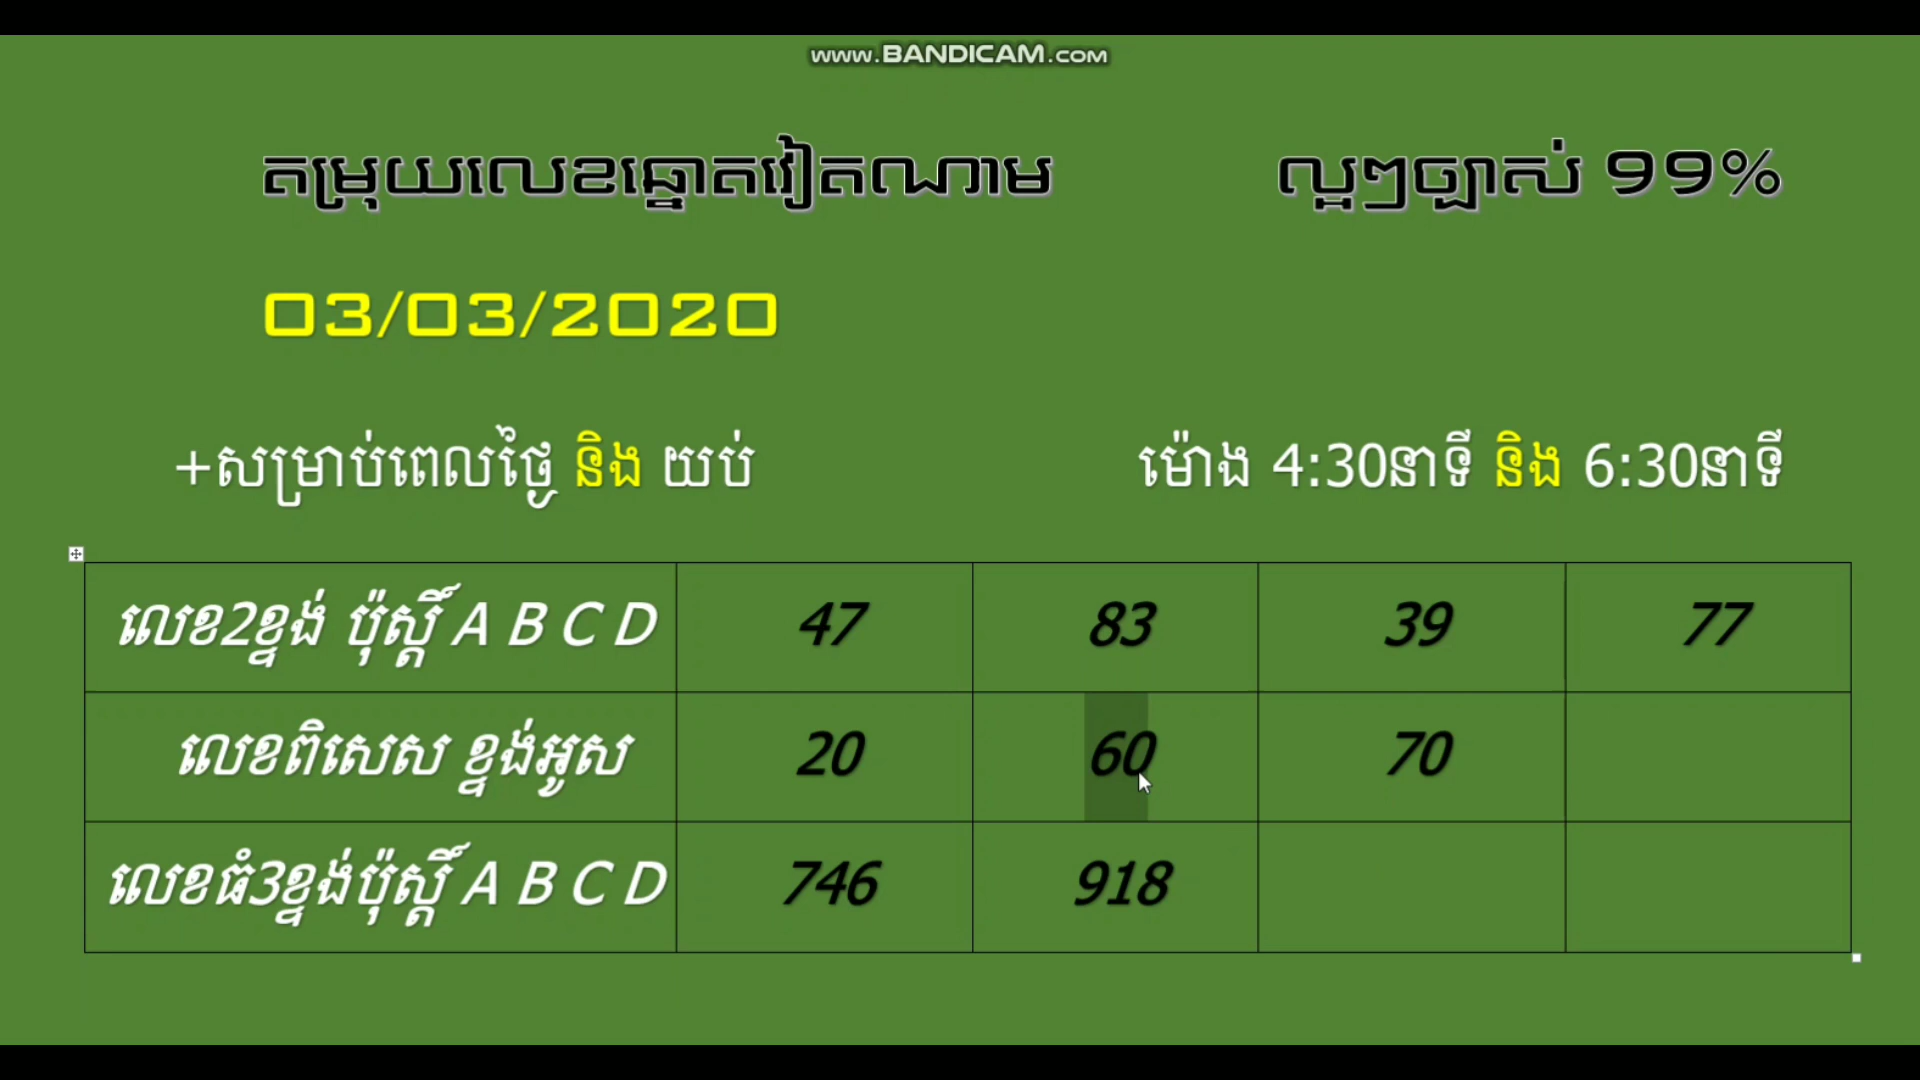 www.BANDICAM.com
តម្រុយលេខឆ្នោតវៀតណាម ល្អៗច្បាស់ 99%
03/03/2020
+សម្រាប់ពេលថ្ងៃ និង យប់ ម៉ោង 4:30នាទី និង 6:30នាទី
លេខ2ខ្ទង់ ប៉ុស្តិ៍ A B C D 47 83 39 77
លេខពិសេស ខ្ទង់អូស 20 60 70
លេខធំ3ខ្ទង់ប៉ុស្តិ៍ A B C D 746 918